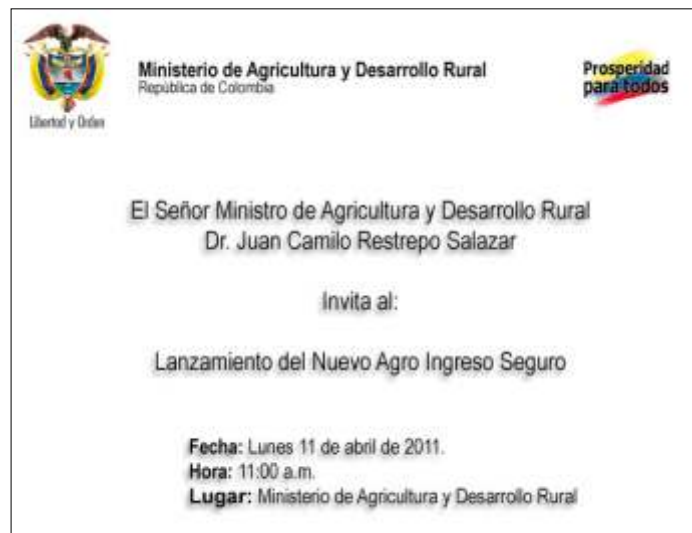 Ministerio de Agricultura y Desarrollo Rural
República de Colombia
Prosperidad
para todos
Libertad y Orden
El Señor Ministro de Agricultura y Desarrollo Rural
Dr. Juan Camilo Restrepo Salazar
Invita al:
Lanzamiento del Nuevo Agro Ingreso Seguro
Fecha: Lunes 11 de abril de 2011.
Hora: 11:00 a.m.
Lugar: Ministerio de Agricultura y Desarrollo Rural